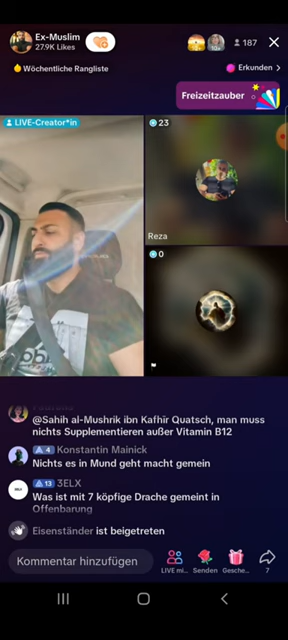 Ex-Muslim
27.9K Likes
187
Wöchentliche Rangliste
Erkunden >
Freizeitzauber
LIVE-Creator*in
23
Reza
0
@Sahih al-Mushrik ibn Kafhir Quatsch, man muss
nichts Supplementieren außer Vitamin B12
4 Konstantin Mainick
Nichts es in Mund geht macht gemein
13 3ELX
Was ist mit 7 köpfige Drache gemeint in
Offenbarung
Eisenständer ist beigetreten
Kommentar hinzufügen
LIVE mi...
Senden
Gesche...
7